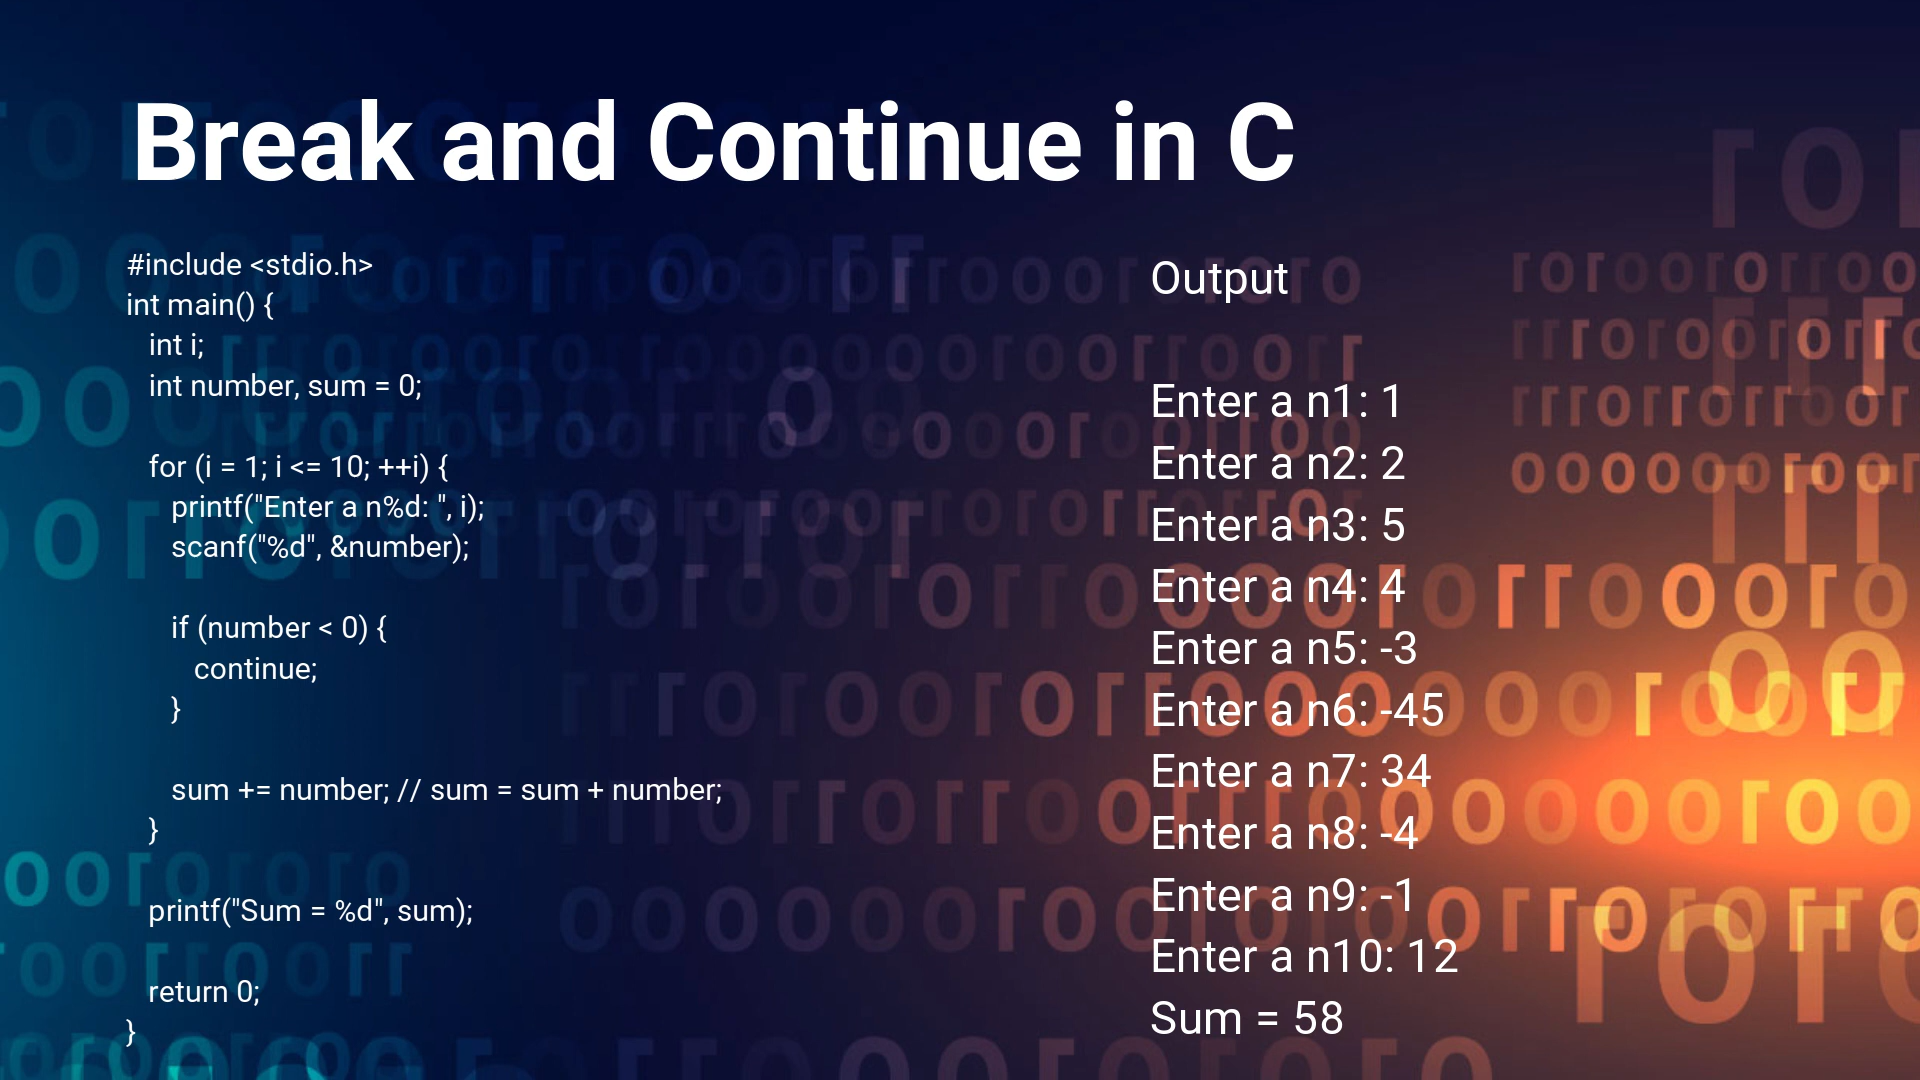 Break and Continue in C
#include <stdio.h>
int main() {
int i;
int number, sum = 0;
for (i = 1; i <= 10; ++i) {
printf("Enter a n%d: ", i);
scanf("%d", &number);
if (number < 0) {
continue;
}
sum += number; // sum = sum + number;
}
printf("Sum = %d", sum);
return 0;
}
Output
Enter a n1: 1
Enter a n2: 2
Enter a n3: 5
Enter a n4: 4
Enter a n5: -3
Enter a n6: -45
Enter a n7: 34
Enter a n8: -4
Enter a n9: -1
Enter a n10: 12
Sum = 58